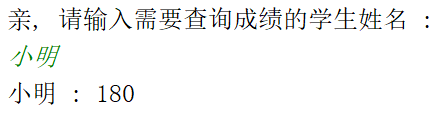 亲, 请输入需要查询成绩的学生姓名 :
小明
小明 : 180